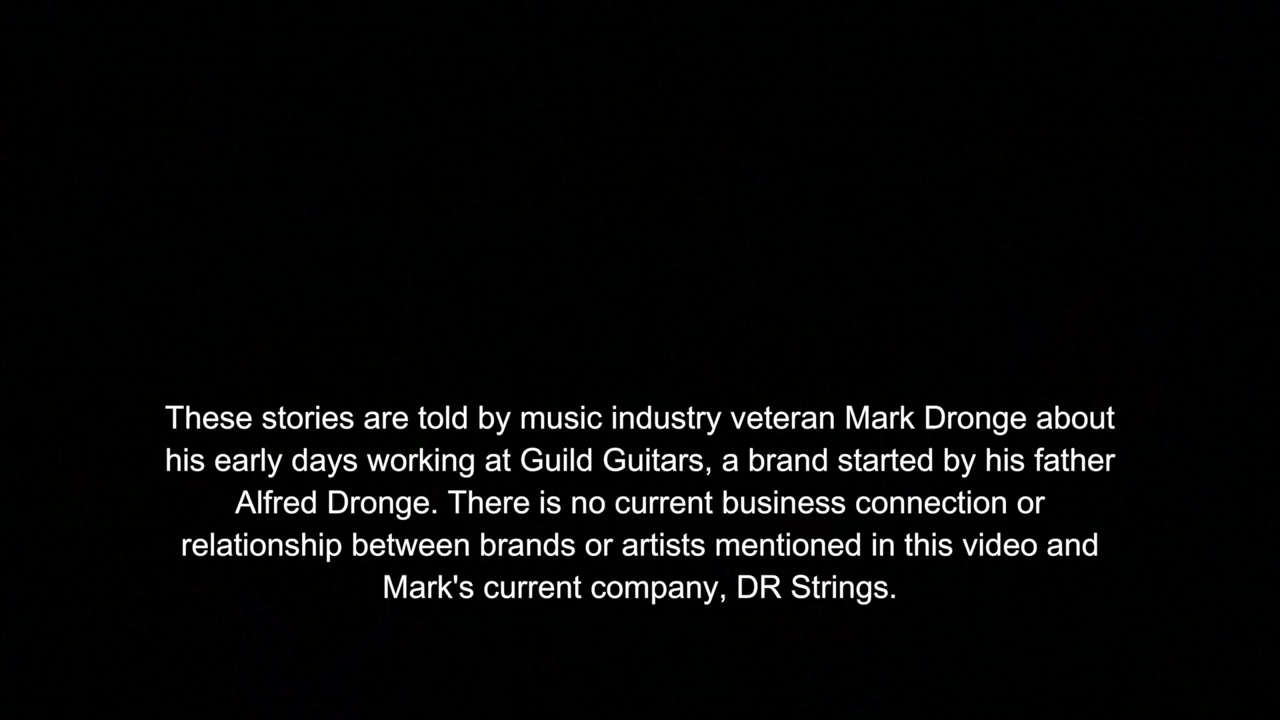 These stories are told by music industry veteran Mark Dronge about
his early days working at Guild Guitars, a brand started by his father
Alfred Dronge. There is no current business connection or
relationship between brands or artists mentioned in this video and
Mark's current company, DR Strings.